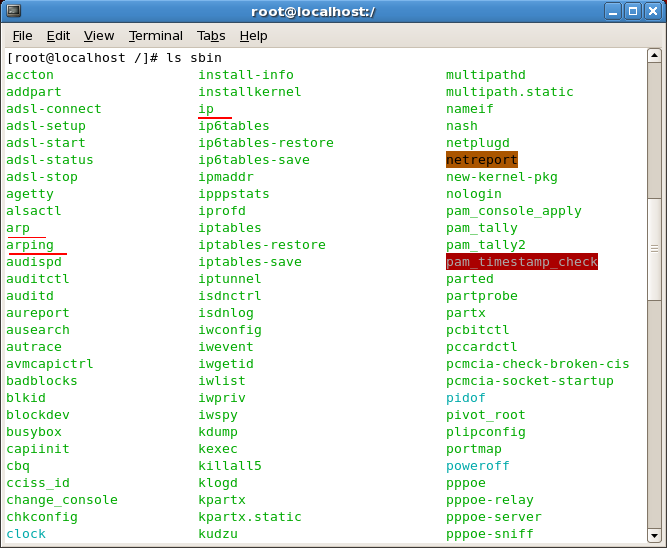 root@localhost:/
File Edit View Terminal Tabs Help
[root@localhost /]# ls sbin
accton install-info multipathd
addpart installkernel multipath.static
adsl-connect ip nameif
adsl-setup ip6tables nash
adsl-start ip6tables-restore netplugd
adsl-status ip6tables-save netreport
adsl-stop ipmaddr new-kernel-pkg
agetty ipppstats nologin
alsactl iprofd pam_console_apply
arp iptables pam_tally
arping iptables-restore pam_tally2
audispd iptables-save pam_timestamp_check
auditctl iptunnel parted
auditd isdnctrl partprobe
aureport isdnlog partx
ausearch iwconfig pcbitctl
autrace iwevent pccardctl
avmcapictrl iwgetid pcmcia-check-broken-cis
badblocks iwlist pcmcia-socket-startup
blkid iwpriv pidof
blockdev iwspy pivot_root
busybox kdump plipconfig
capiinit kexec portmap
cbq killall5 poweroff
cciss_id klogd pppoe
change_console kpartx pppoe-relay
chkconfig kpartx.static pppoe-server
clock kudzu pppoe-sniff